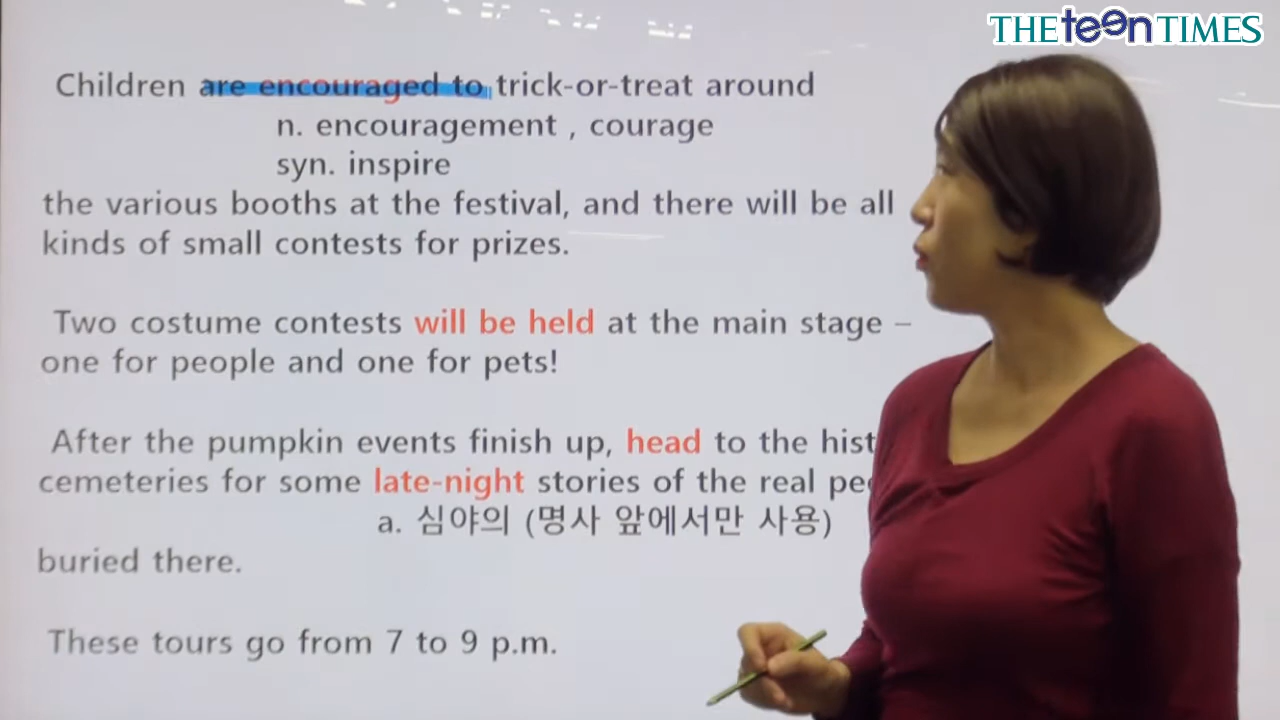 THE teen TIMES
Children are encouraged to trick-or-treat around
n. encouragement , courage
syn. inspire
the various booths at the festival, and there will be all
kinds of small contests for prizes.
Two costume contests will be held at the main stage –
one for people and one for pets!
After the pumpkin events finish up, head to the hist
cemeteries for some late-night stories of the real pe
a. 심야의 (명사 앞에서만 사용)
buried there.
These tours go from 7 to 9 p.m.